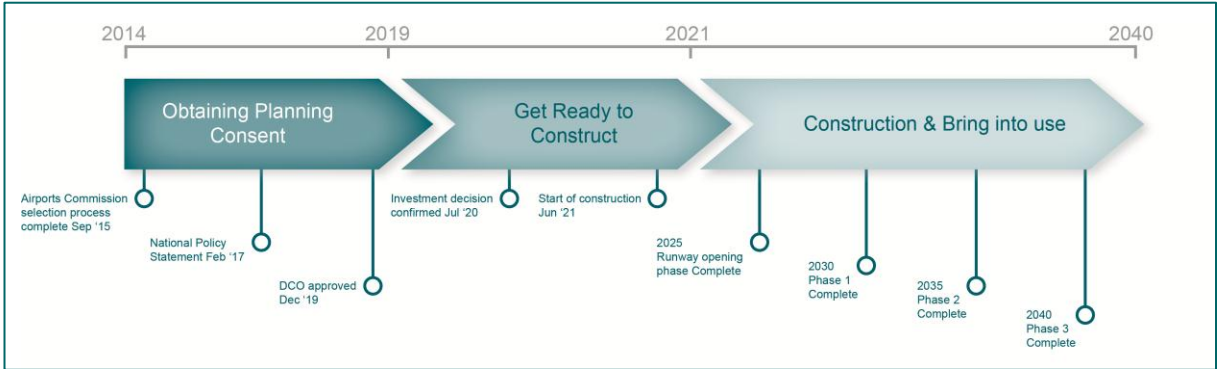 2014
2019
2021
2040
Obtaining Planning
Consent
Get Ready to
Construct
Construction & Bring into use
Airports Commission
selection process
complete Sep ‘15
National Policy
Statement Feb ‘17
DCO approved
Dec ‘19
Investment decision
confirmed Jul ‘20
Start of construction
Jun ‘21
2025
Runway opening
phase Complete
2030
Phase 1
Complete
2035
Phase 2
Complete
2040
Phase 3
Complete